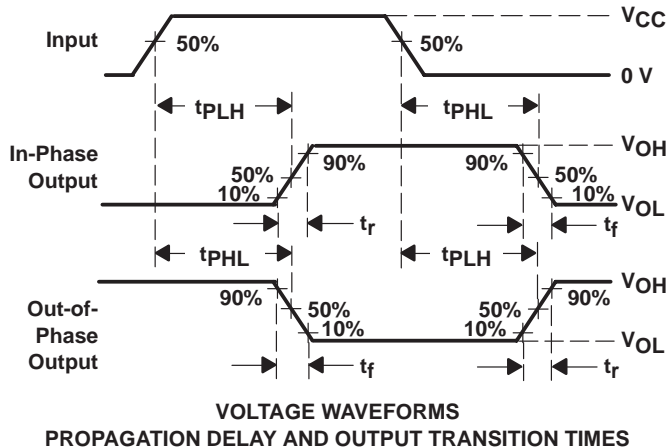 VCC
Input
50%
50%
0 V
tPLH
tPHL
In-Phase
Output
VOH
90%
90%
50%
50%
10%
10%
VOL
tr
tf
tPHL
tPLH
Out-of-
Phase
Output
VOH
90%
90%
50%
50%
10%
10%
VOL
tf
tr
VOLTAGE WAVEFORMS
PROPAGATION DELAY AND OUTPUT TRANSITION TIMES